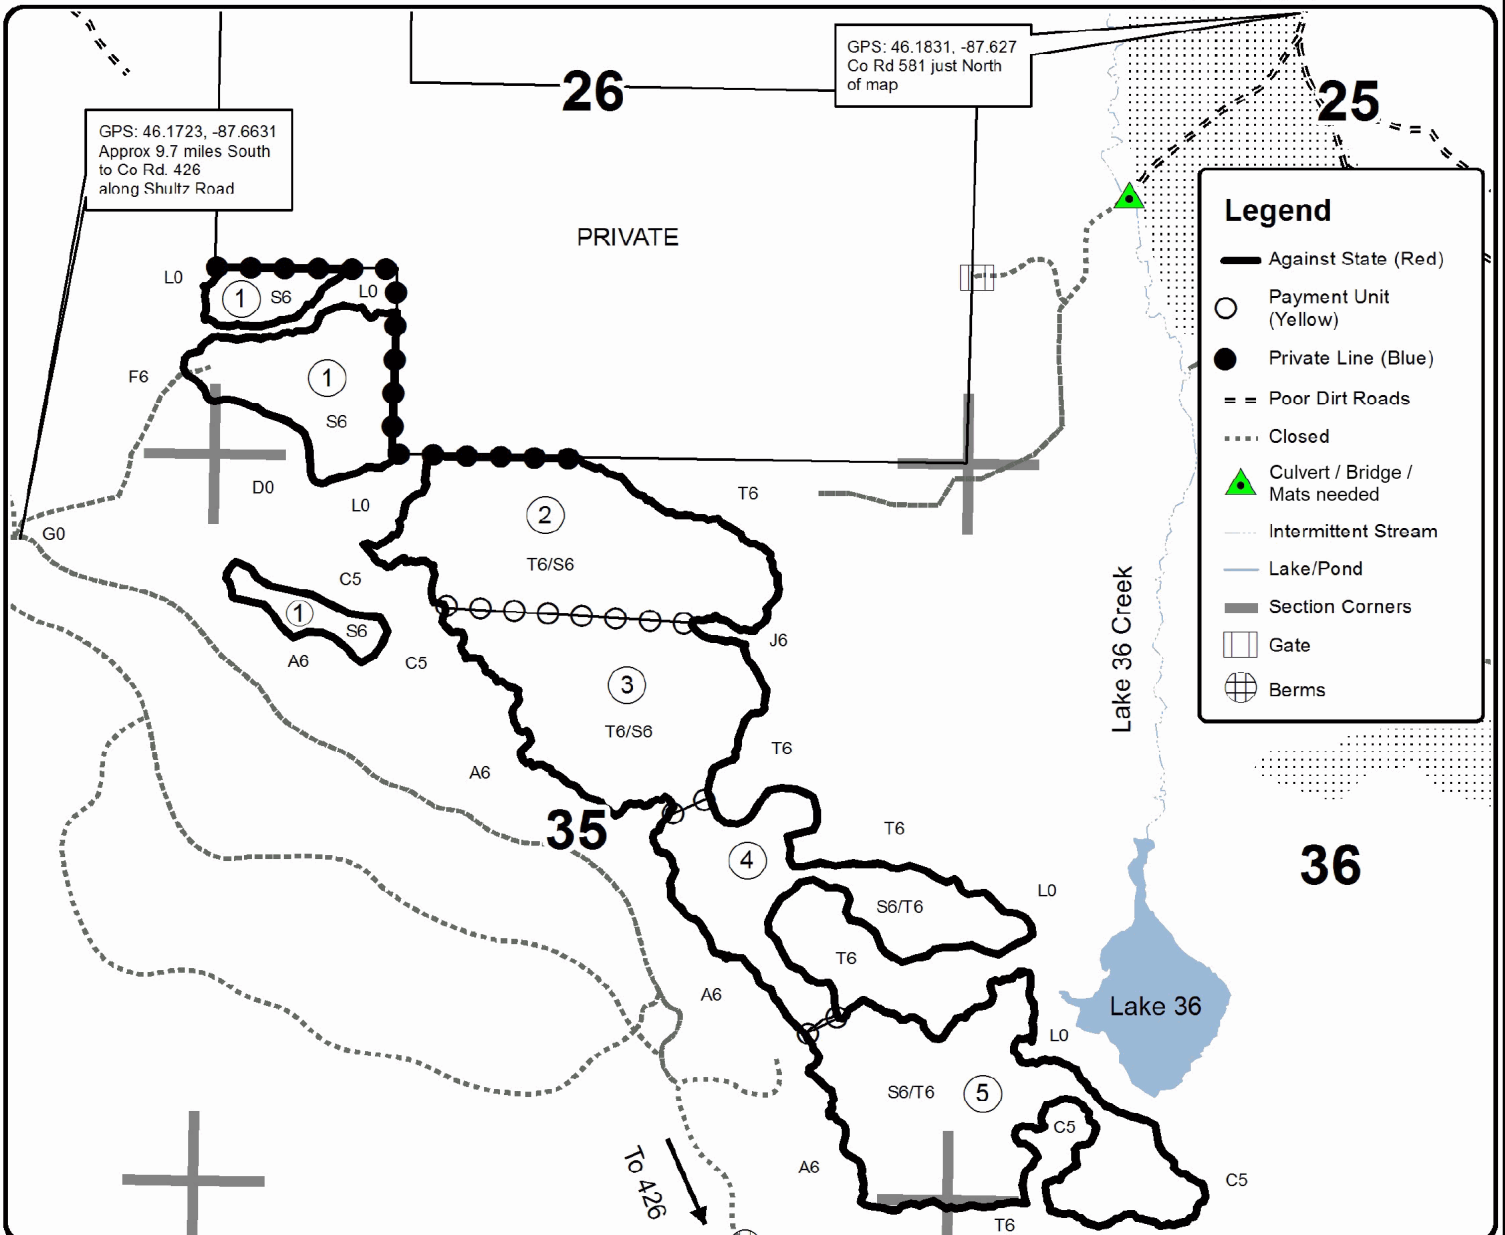 GPS: 46.1831, -87.627
Co Rd 581 just North
of map
26
25
GPS: 46.1723, -87.6631
Approx 9.7 miles South
to Co Rd. 426
along Shultz Road
PRIVATE
Legend
Against State (Red)
Payment Unit
(Yellow)
Private Line (Blue)
Poor Dirt Roads
Closed
Culvert / Bridge /
Mats needed
Intermittent Stream
Lake/Pond
Section Corners
Gate
Berms
L0
1
S6
L0
F6
1
S6
D0
L0
T6
G0
2
T6/S6
C5
1
S6
A6
C5
J6
3
T6/S6
T6
A6
35
Lake 36 Creek
36
T6
4
L0
S6/T6
T6
A6
Lake 36
L0
S6/T6
5
C5
A6
C5
T6
To 426